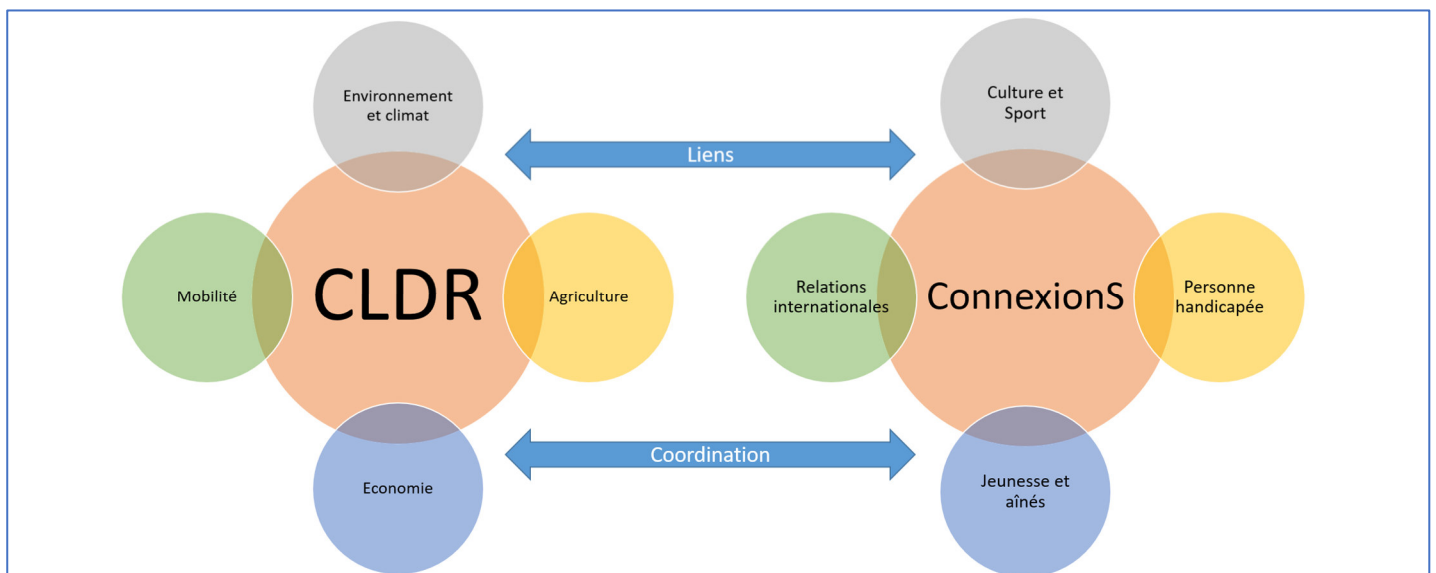 Environnement
et climat
Culture et
Sport
Liens
Mobilité
CLDR
Agriculture
Relations
internationales
ConnexionS
Personne
handicapée
Coordination
Economie
Jeunesse et
aînés